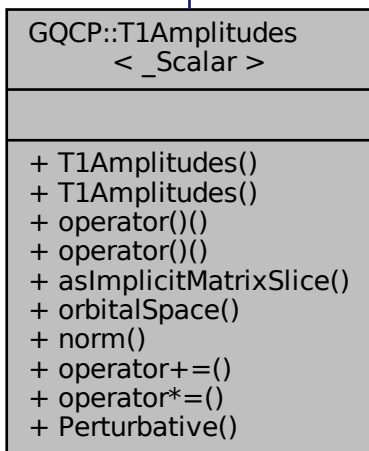 GQCP::T1Amplitudes
< _Scalar >
+ T1Amplitudes()
+ T1Amplitudes()
+ operator()()
+ operator()()
+ asImplicitMatrixSlice()
+ orbitalSpace()
+ norm()
+ operator+=()
+ operator*=()
+ Perturbative()